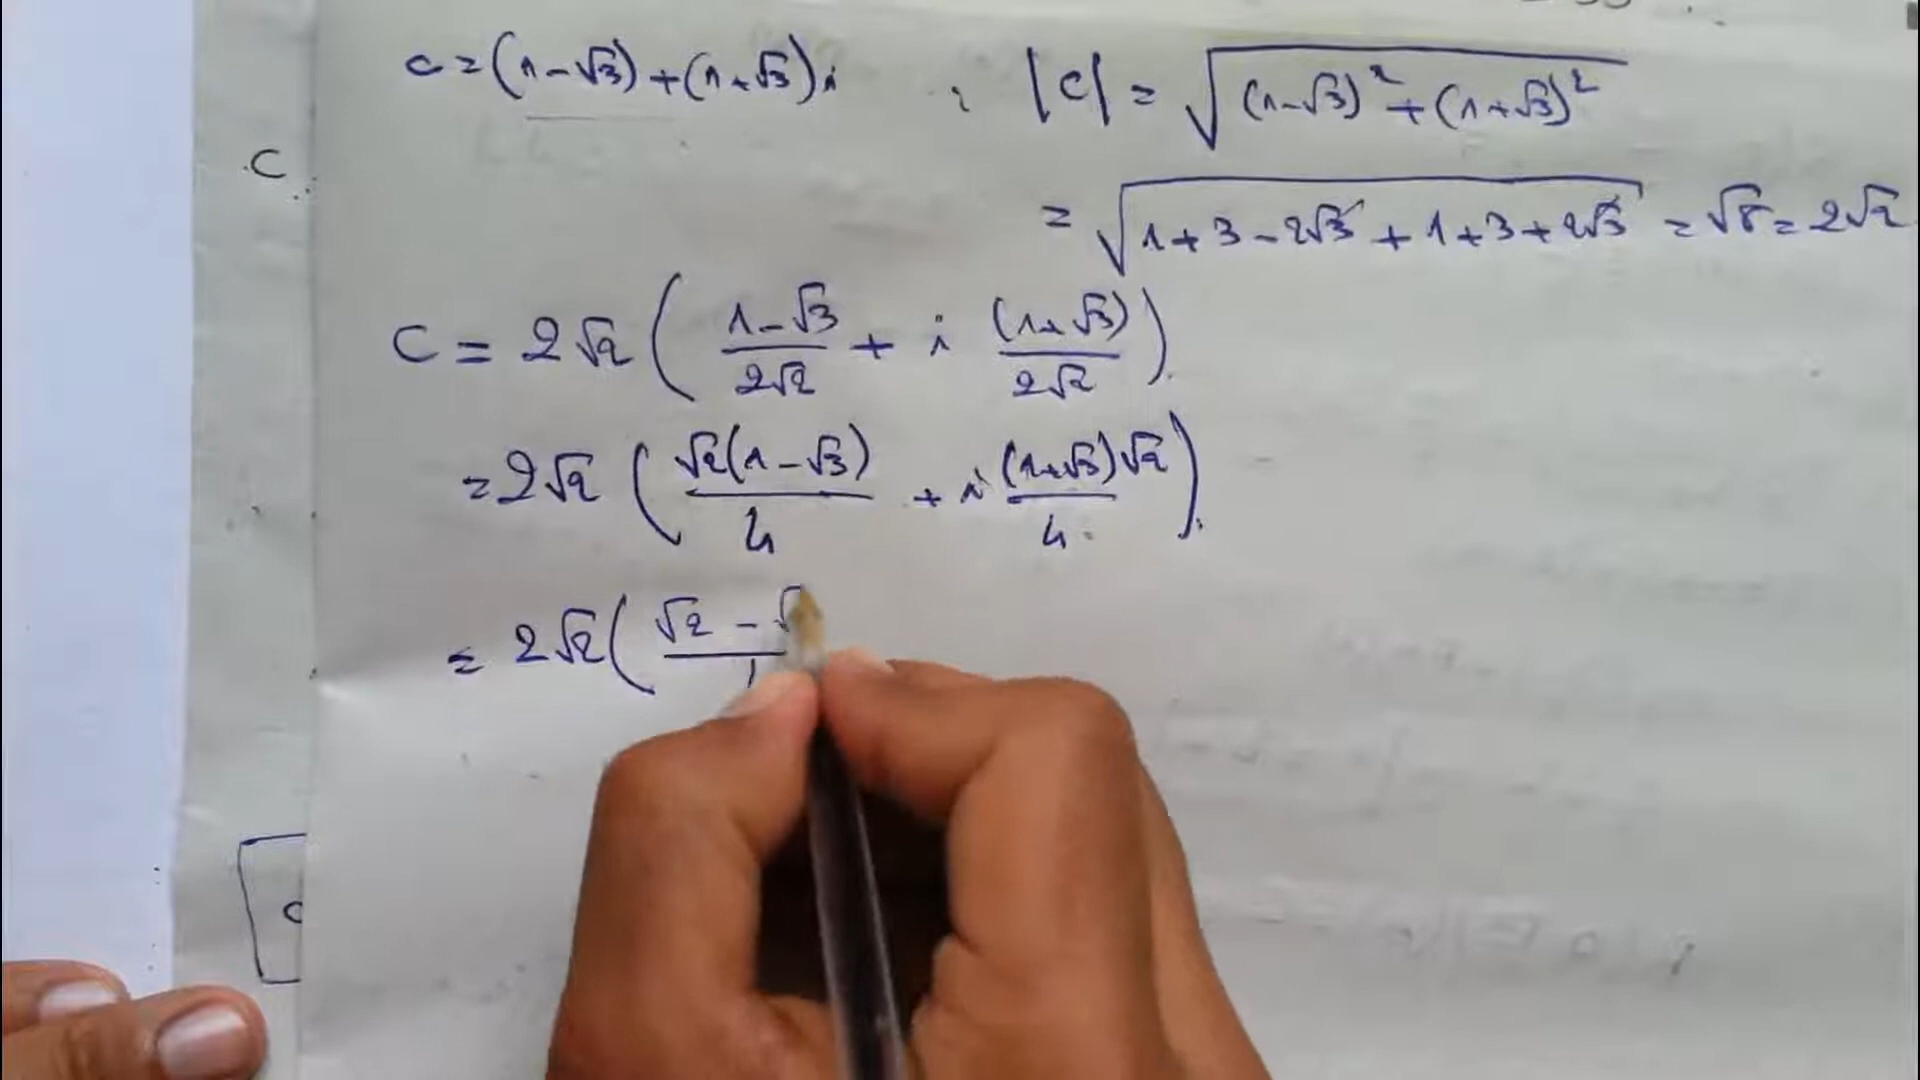 c = (1-√3)+(1+√3)i ; |c| = √((1-√3)²+(1+√3)²)
C
= √(1+3-2√3+1+3+2√3) = √8 = 2√2
C = 2√2 ( (1-√3)/(2√2) + i (1+√3)/(2√2) )
= 2√2 ( √2(1-√3)/4 + i (1+√3)√2/4 )
= 2√2 ( √2 - √
c